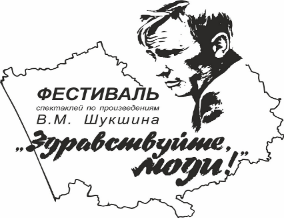 ФЕСТИВАЛЬ
спектаклей по произведениям
В.М. Шукшина
„Здравствуйте,
люди!"